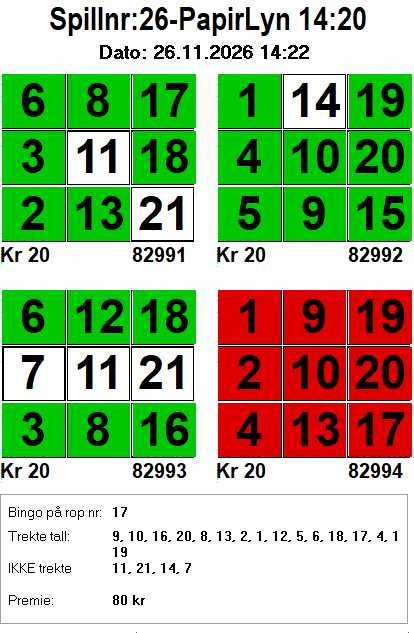 Spillnr:26-PapirLyn 14:20
Dato: 26.11.2026 14:22
6 8 17 1 14 19
3 11 18 4 10 20
2 13 21 5 9 15
Kr 20 82991 Kr 20 82992
6 12 18 1 9 19
7 11 21 2 10 20
3 8 16 4 13 17
Kr 20 82993 Kr 20 82994
Bingo på rop nr: 17
Trekte tall: 9, 10, 16, 20, 8, 13, 2, 1, 12, 5, 6, 18, 17, 4, 1
19
IKKE trekte 11, 21, 14, 7
Premie: 80 kr